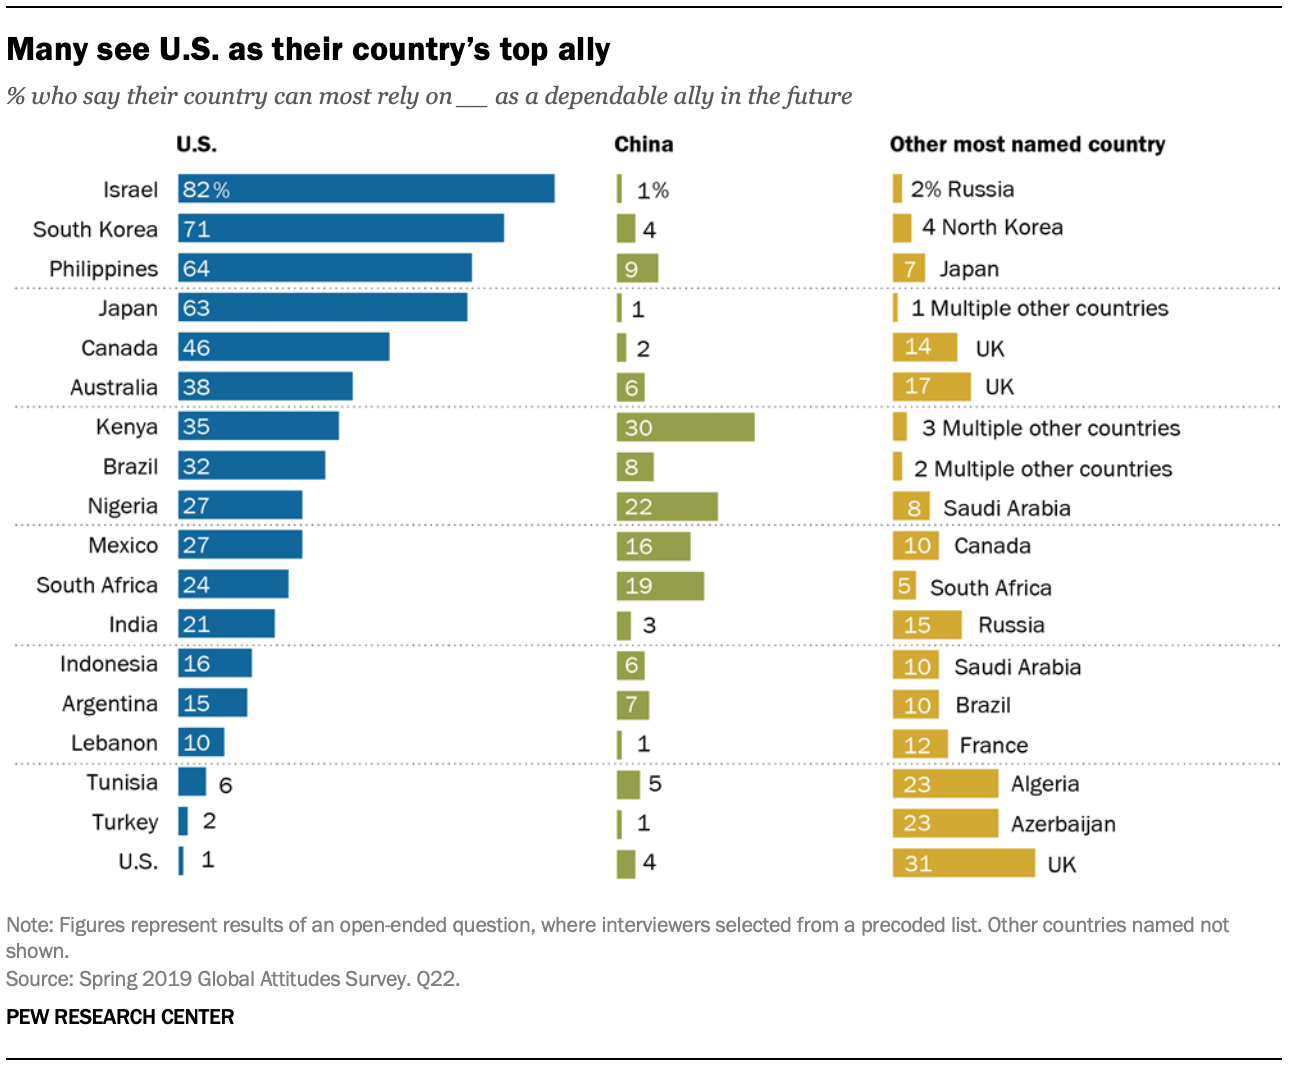 Many see U.S. as their country's top ally
% who say their country can most rely on __ as a dependable ally in the future
U.S. China Other most named country
Israel 82% 1% 2% Russia
South Korea 71 4 4 North Korea
Philippines 64 9 7 Japan
Japan 63 1 1 Multiple other countries
Canada 46 2 14 UK
Australia 38 6 17 UK
Kenya 35 30 3 Multiple other countries
Brazil 32 8 2 Multiple other countries
Nigeria 27 22 8 Saudi Arabia
Mexico 27 16 10 Canada
South Africa 24 19 5 South Africa
India 21 3 15 Russia
Indonesia 16 6 10 Saudi Arabia
Argentina 15 7 10 Brazil
Lebanon 10 1 12 France
Tunisia 6 5 23 Algeria
Turkey 2 1 23 Azerbaijan
U.S. 1 4 31 UK
Note: Figures represent results of an open-ended question, where interviewers selected from a precoded list. Other countries named not
shown.
Source: Spring 2019 Global Attitudes Survey. Q22.
PEW RESEARCH CENTER